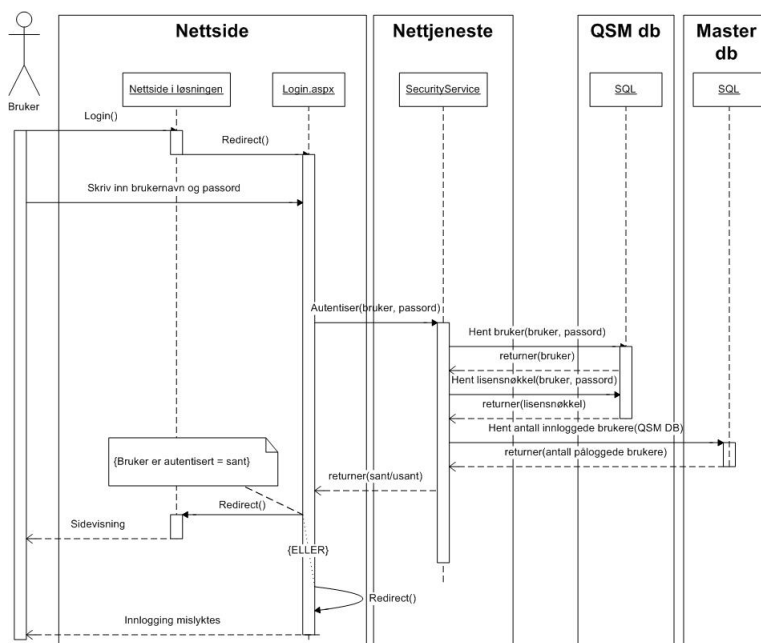 Nettside
Nettjeneste
QSM db
Master
db
Bruker
Nettside i løsningen
Login.aspx
SecurityService
SQL
SQL
Login()
Redirect()
Skriv inn brukernavn og passord
Autentiser(bruker, passord)
Hent bruker(bruker, passord)
returner(bruker)
Hent lisensnøkkel(bruker, passord)
returner(lisensnøkkel)
Hent antall innloggede brukere(QSM DB)
returner(antall påloggede brukere)
{Bruker er autentisert = sant}
returner(sant/usant)
Redirect()
Sidevisning
{ELLER}
Redirect()
Innlogging mislyktes